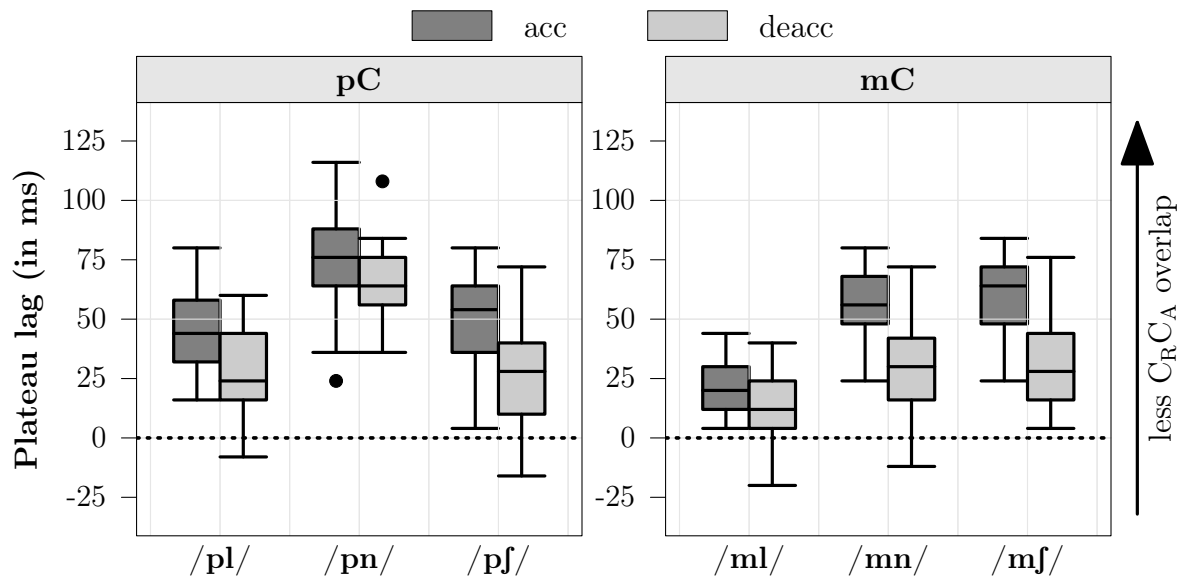 acc deacc
pC mC
Plateau lag (in ms)
125
100
75
50
25
0
-25
125
100
75
50
25
0
-25
/pl/ /pn/ /pʃ/ /ml/ /mn/ /mʃ/
less CRCA overlap